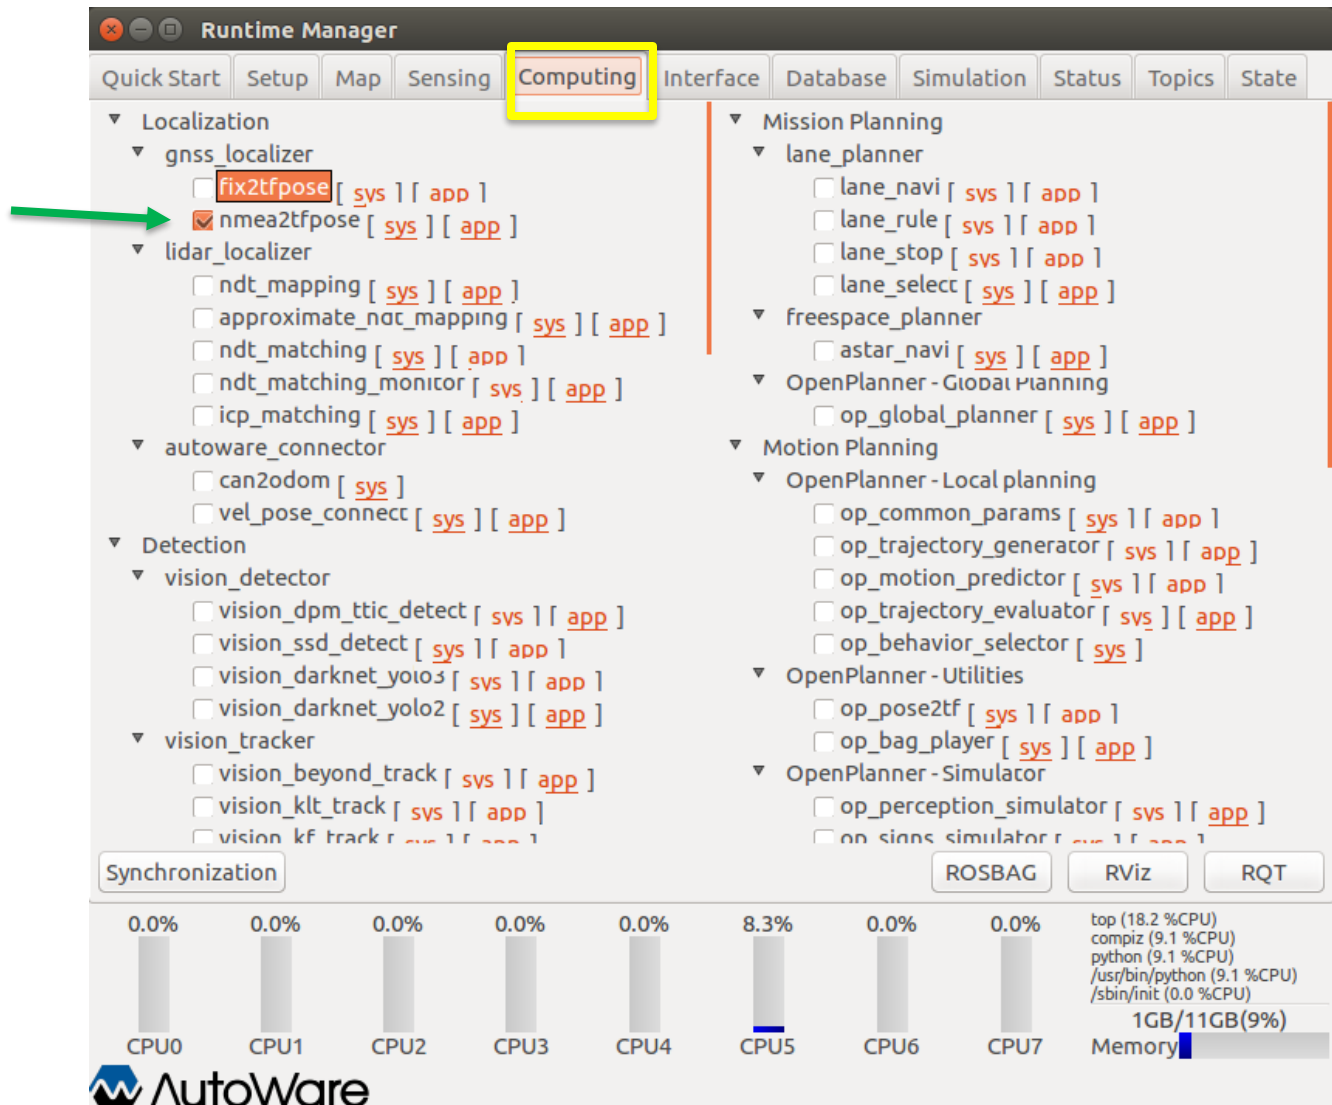 Runtime Manager
Quick Start Setup Map Sensing Computing Interface Database Simulation Status Topics State
Localization
gnss_localizer
fix2tfpose [ sys ] [ app ]
nmea2tfpose [ sys ] [ app ]
lidar_localizer
ndt_mapping [ sys ] [ app ]
approximate_ndt_mapping [ sys ] [ app ]
ndt_matching [ sys ] [ app ]
ndt_matching_monitor [ sys ] [ app ]
icp_matching [ sys ] [ app ]
autoware_connector
can2odom [ sys ]
vel_pose_connect [ sys ] [ app ]
Detection
vision_detector
vision_dpm_ttic_detect [ sys ] [ app ]
vision_ssd_detect [ sys ] [ app ]
vision_darknet_yolo3 [ sys ] [ app ]
vision_darknet_yolo2 [ sys ] [ app ]
vision_tracker
vision_beyond_track [ sys ] [ app ]
vision_klt_track [ sys ] [ app ]
vision_kf_track [ sys ] [ app ]
Mission Planning
lane_planner
lane_navi [ sys ] [ app ]
lane_rule [ sys ] [ app ]
lane_stop [ sys ] [ app ]
lane_select [ sys ] [ app ]
freespace_planner
astar_navi [ sys ] [ app ]
OpenPlanner - Global Planning
op_global_planner [ sys ] [ app ]
Motion Planning
OpenPlanner - Local planning
op_common_params [ sys ] [ app ]
op_trajectory_generator [ sys ] [ app ]
op_motion_predictor [ sys ] [ app ]
op_trajectory_evaluator [ sys ] [ app ]
op_behavior_selector [ sys ]
OpenPlanner - Utilities
op_pose2tf [ sys ] [ app ]
op_bag_player [ sys ] [ app ]
OpenPlanner - Simulator
op_perception_simulator [ sys ] [ app ]
op_signs_simulator [ sys ] [ app ]
Synchronization ROSBAG RViz RQT
0.0% 0.0% 0.0% 0.0% 0.0% 8.3% 0.0% 0.0%
CPU0 CPU1 CPU2 CPU3 CPU4 CPU5 CPU6 CPU7
top (18.2 %CPU)
compiz (9.1 %CPU)
python (9.1 %CPU)
/usr/bin/python (9.1 %CPU)
/sbin/init (0.0 %CPU)
1GB/11GB(9%)
Memory
AutoWare